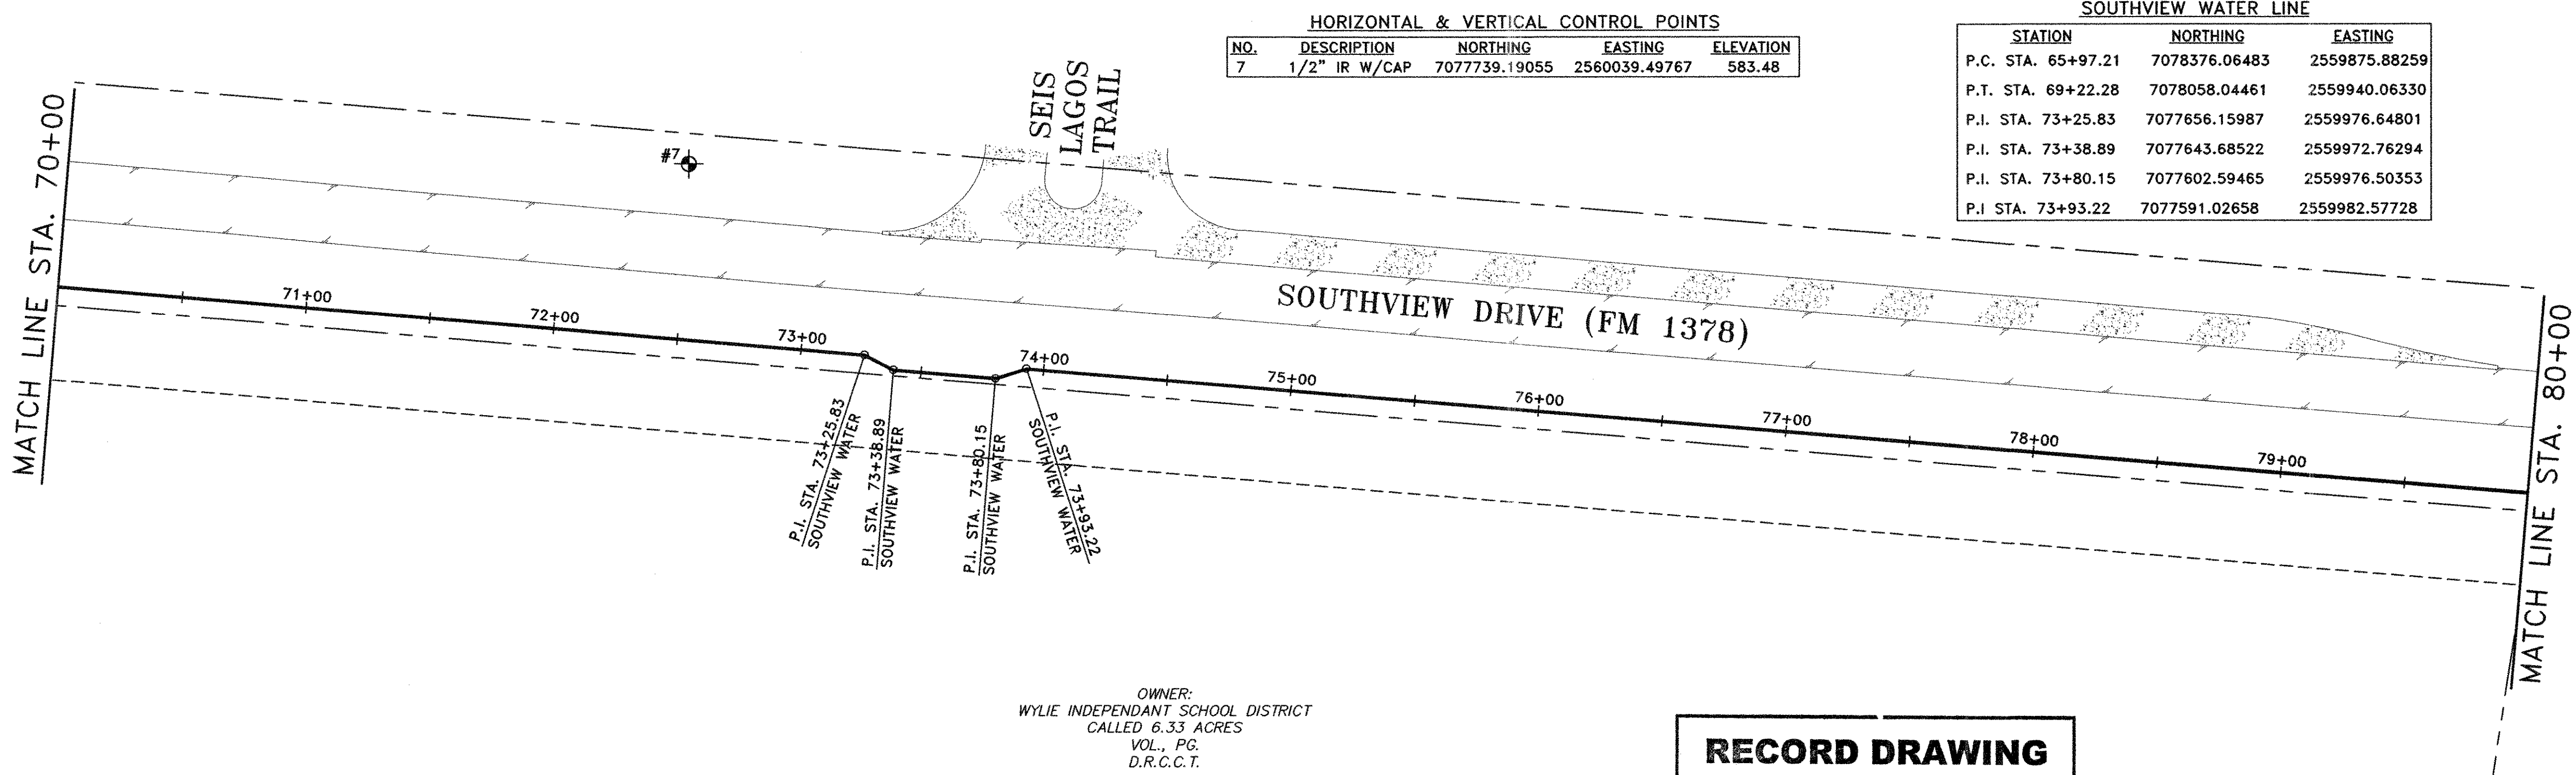 HORIZONTAL & VERTICAL CONTROL POINTS
NO. DESCRIPTION NORTHING EASTING ELEVATION
7 1/2" IR W/CAP 7077739.19055 2560039.49767 583.48
SOUTHVIEW WATER LINE
STATION NORTHING EASTING
P.C. STA. 65+97.21 7078376.06483 2559875.88259
P.T. STA. 69+22.28 7078058.04461 2559940.06330
P.I. STA. 73+25.83 7077656.15987 2559976.64801
P.I. STA. 73+38.89 7077643.68522 2559972.76294
P.I. STA. 73+80.15 7077602.59465 2559976.50353
P.I STA. 73+93.22 7077591.02658 2559982.57728
MATCH LINE STA. 70+00
#7
SEIS
LAGOS
TRAIL
SOUTHVIEW DRIVE (FM 1378)
71+00
72+00
73+00
74+00
75+00
76+00
77+00
78+00
79+00
P.I. STA. 73+25.83
SOUTHVIEW WATER
P.I. STA. 73+38.89
SOUTHVIEW WATER
P.I. STA. 73+80.15
SOUTHVIEW WATER
P.I. STA. 73+93.22
SOUTHVIEW WATER
MATCH LINE STA. 80+00
OWNER:
WYLIE INDEPENDANT SCHOOL DISTRICT
CALLED 6.33 ACRES
VOL., PG.
D.R.C.C.T.
RECORD DRAWING